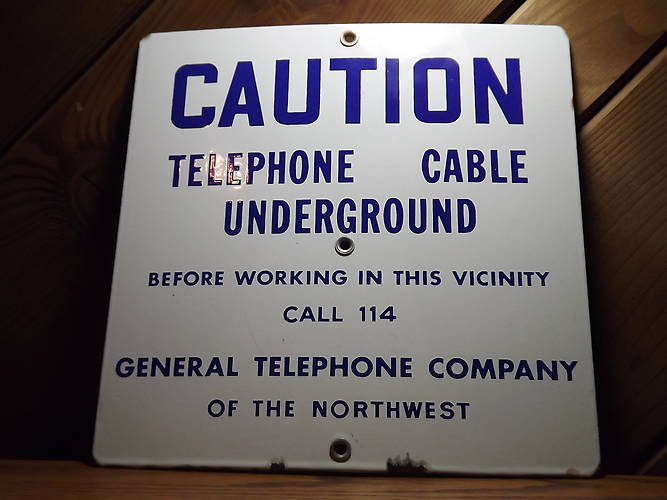 CAUTION
TELEPHONE CABLE
UNDERGROUND
BEFORE WORKING IN THIS VICINITY
CALL 114
GENERAL TELEPHONE COMPANY
OF THE NORTHWEST